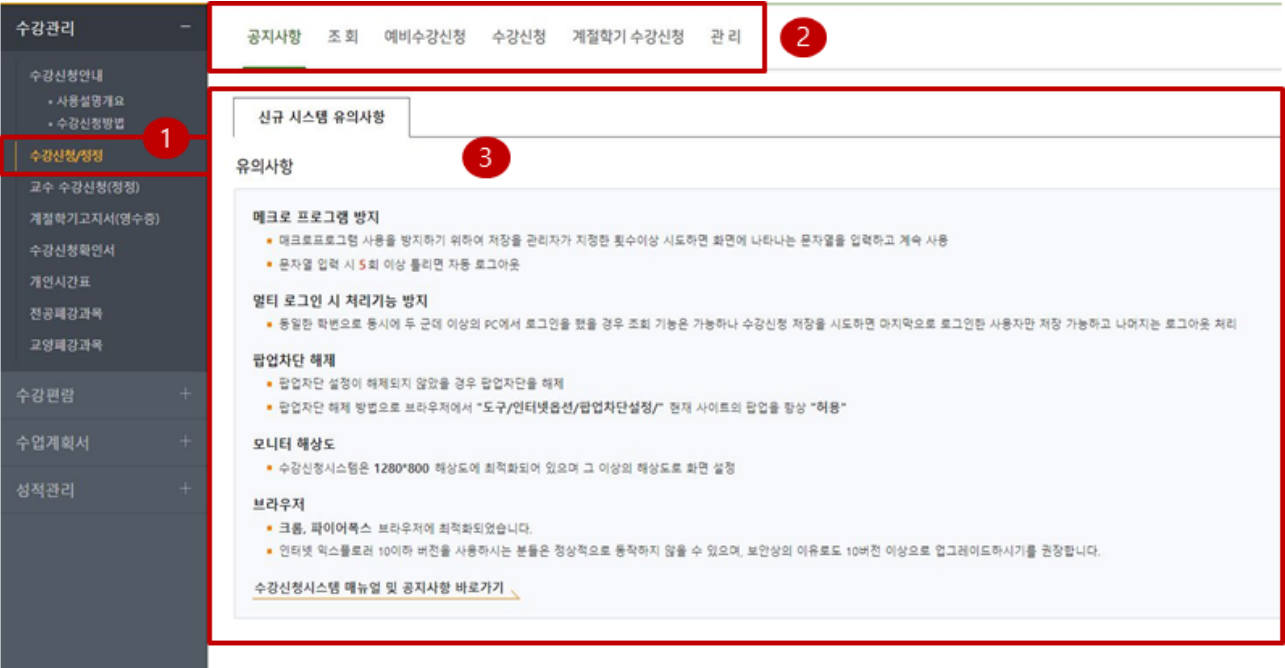 수강관리 −
수강신청안내
• 사용설명개요
• 수강신청방법
1
수강신청/정정
교수 수강신청(정정)
계절학기고지서(영수증)
수강신청확인서
개인시간표
전공폐강과목
교양폐강과목
수강편람 +
수업계획서 +
성적관리 +
공지사항 조 회 예비수강신청 수강신청 계절학기 수강신청 관 리
2
신규 시스템 유의사항
3
유의사항
메크로 프로그램 방지
매크로프로그램 사용을 방지하기 위하여 저장을 관리자가 지정한 횟수이상 시도하면 화면에 나타나는 문자열을 입력하고 계속 사용
문자열 입력 시 5회 이상 틀리면 자동 로그아웃
멀티 로그인 시 처리기능 방지
동일한 학번으로 동시에 두 군데 이상의 PC에서 로그인을 했을 경우 조회 기능은 가능하나 수강신청 저장을 시도하면 마지막으로 로그인한 사용자만 저장 가능하고 나머지는 로그아웃 처리
팝업차단 해제
팝업차단 설정이 해제되지 않았을 경우 팝업차단을 해제
팝업차단 해제 방법으로 브라우저에서 "도구/인터넷옵션/팝업차단설정/" 현재 사이트의 팝업을 항상 "허용"
모니터 해상도
수강신청시스템은 1280*800 해상도에 최적화되어 있으며 그 이상의 해상도로 화면 설정
브라우저
크롬, 파이어폭스 브라우저에 최적화되었습니다.
인터넷 익스플로러 10이하 버전을 사용하시는 분들은 정상적으로 동작하지 않을 수 있으며, 보안상의 이유로도 10버전 이상으로 업그레이드하시기를 권장합니다.
수강신청시스템 매뉴얼 및 공지사항 바로가기